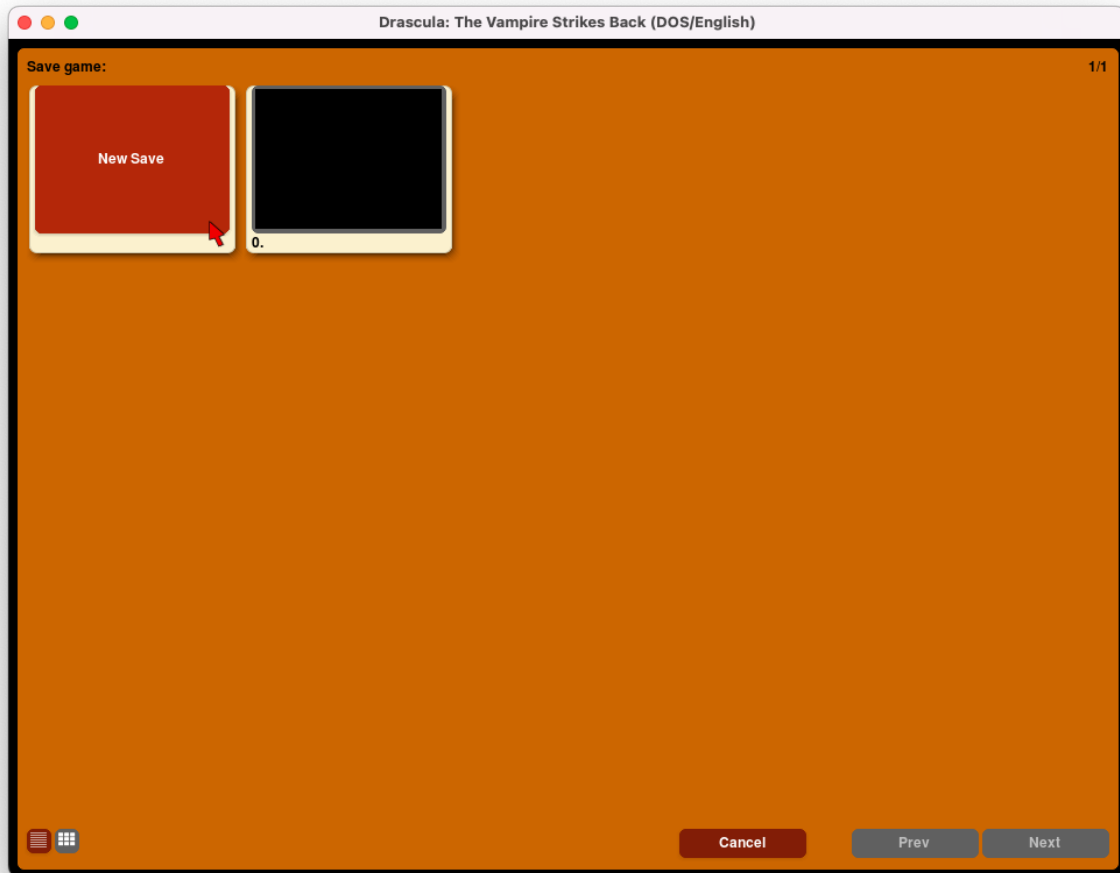 Drascula: The Vampire Strikes Back (DOS/English)
Save game: 1/1
New Save
0.
Cancel Prev Next